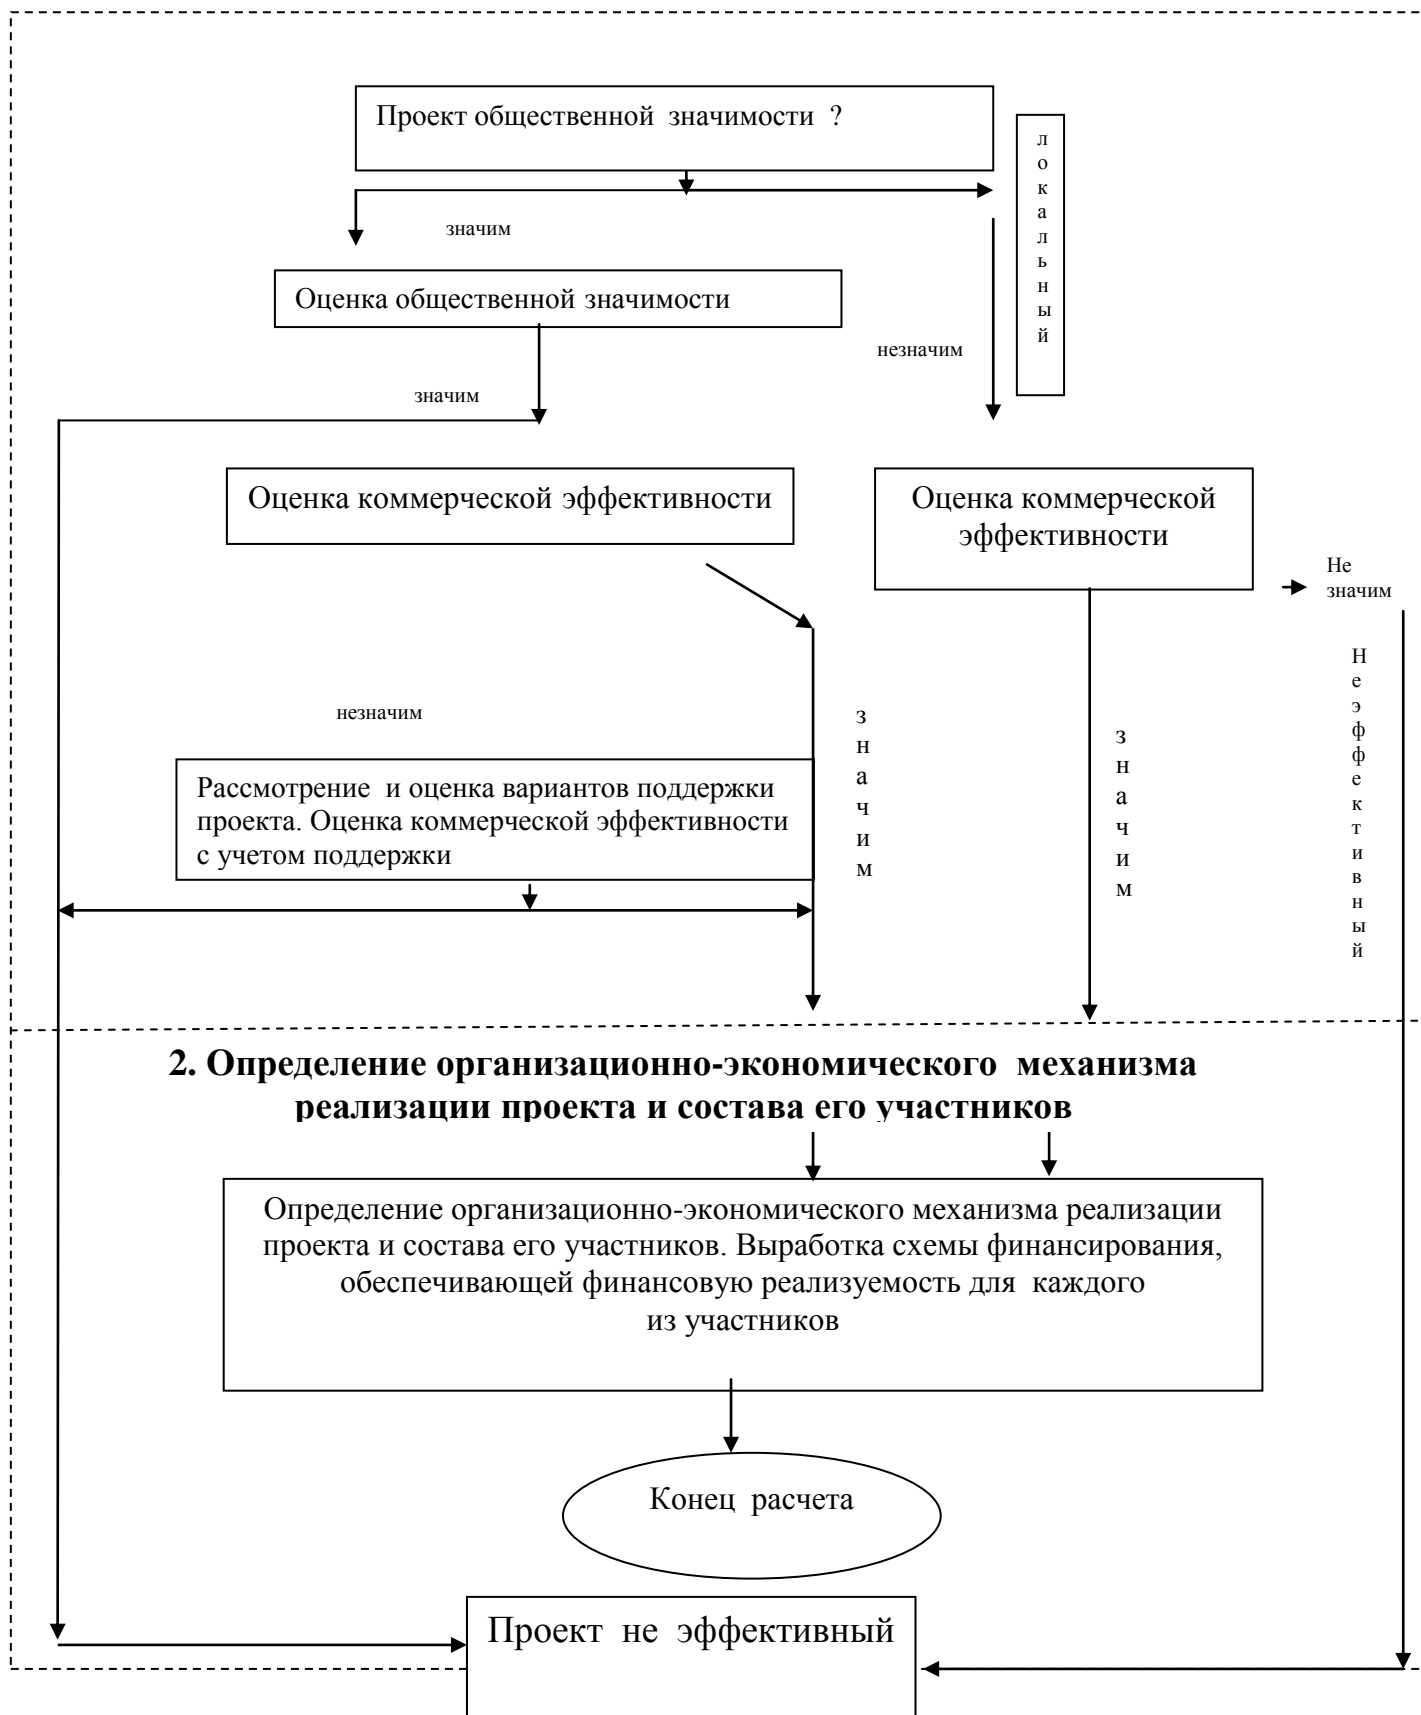 Проект общественной значимости ?
локальный
значим
Оценка общественной значимости
незначим
значим
Оценка коммерческой эффективности
Оценка коммерческой
эффективности
Не
значим
Неэффективный
незначим
значим
значим
Рассмотрение и оценка вариантов поддержки
проекта. Оценка коммерческой эффективности
с учетом поддержки
2. Определение организационно-экономического механизма
реализации проекта и состава его участников
Определение организационно-экономического механизма реализации
проекта и состава его участников. Выработка схемы финансирования,
обеспечивающей финансовую реализуемость для каждого
из участников
Конец расчета
Проект не эффективный